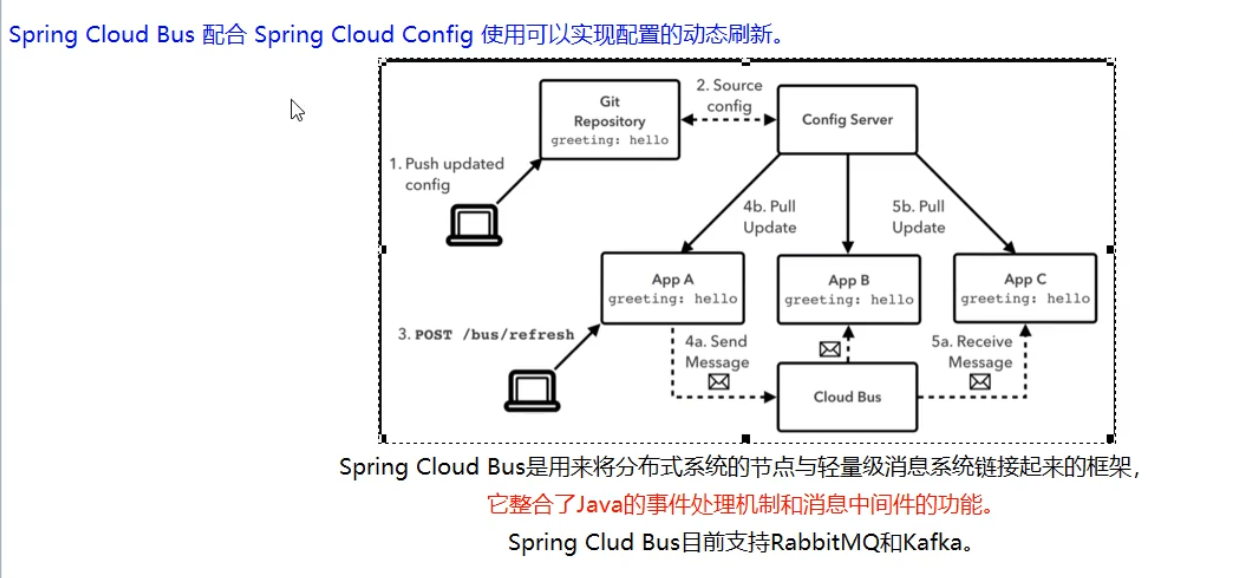 Spring Cloud Bus 配合 Spring Cloud Config 使用可以实现配置的动态刷新。
2. Source
config
Git
Repository
greeting: hello
Config Server
1. Push updated
config
4b. Pull
Update
5b. Pull
Update
App A
greeting: hello
App B
greeting: hello
App C
greeting: hello
3. POST /bus/refresh
4a. Send
Message
5a. Receive
Message
Cloud Bus
Spring Cloud Bus是用来将分布式系统的节点与轻量级消息系统链接起来的框架，
它整合了Java的事件处理机制和消息中间件的功能。
Spring Clud Bus目前支持RabbitMQ和Kafka。